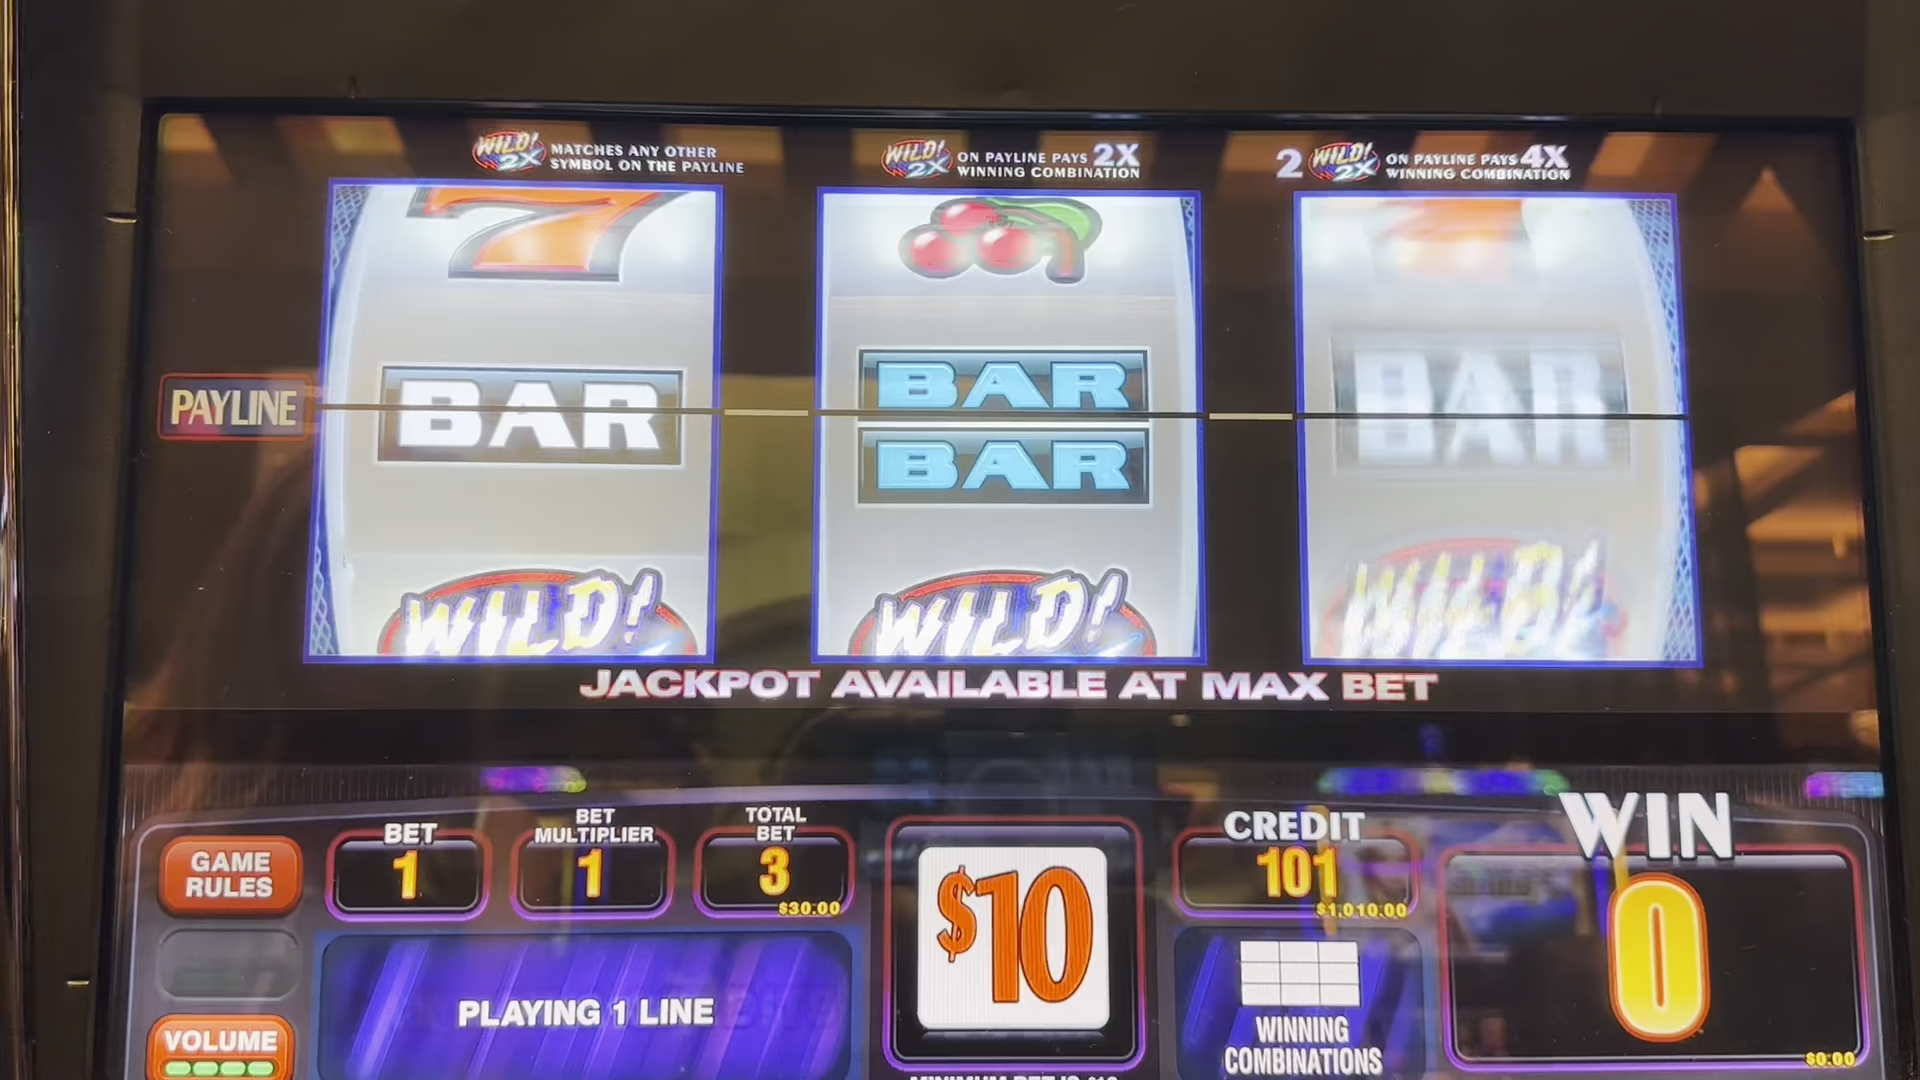 WILD! 2X MATCHES ANY OTHER SYMBOL ON THE PAYLINE
WILD! 2X ON PAYLINE PAYS 2X WINNING COMBINATION
2 WILD! 2X ON PAYLINE PAYS 4X WINNING COMBINATION
7
PAYLINE
BAR
BAR
BAR
BAR
WILD!
WILD!
WILD!
JACKPOT AVAILABLE AT MAX BET
GAME RULES
BET
1
BET MULTIPLIER
1
TOTAL BET
3
$30.00
$10
CREDIT
101
$1,010.00
WIN
0
$0.00
PLAYING 1 LINE
VOLUME
WINNING COMBINATIONS